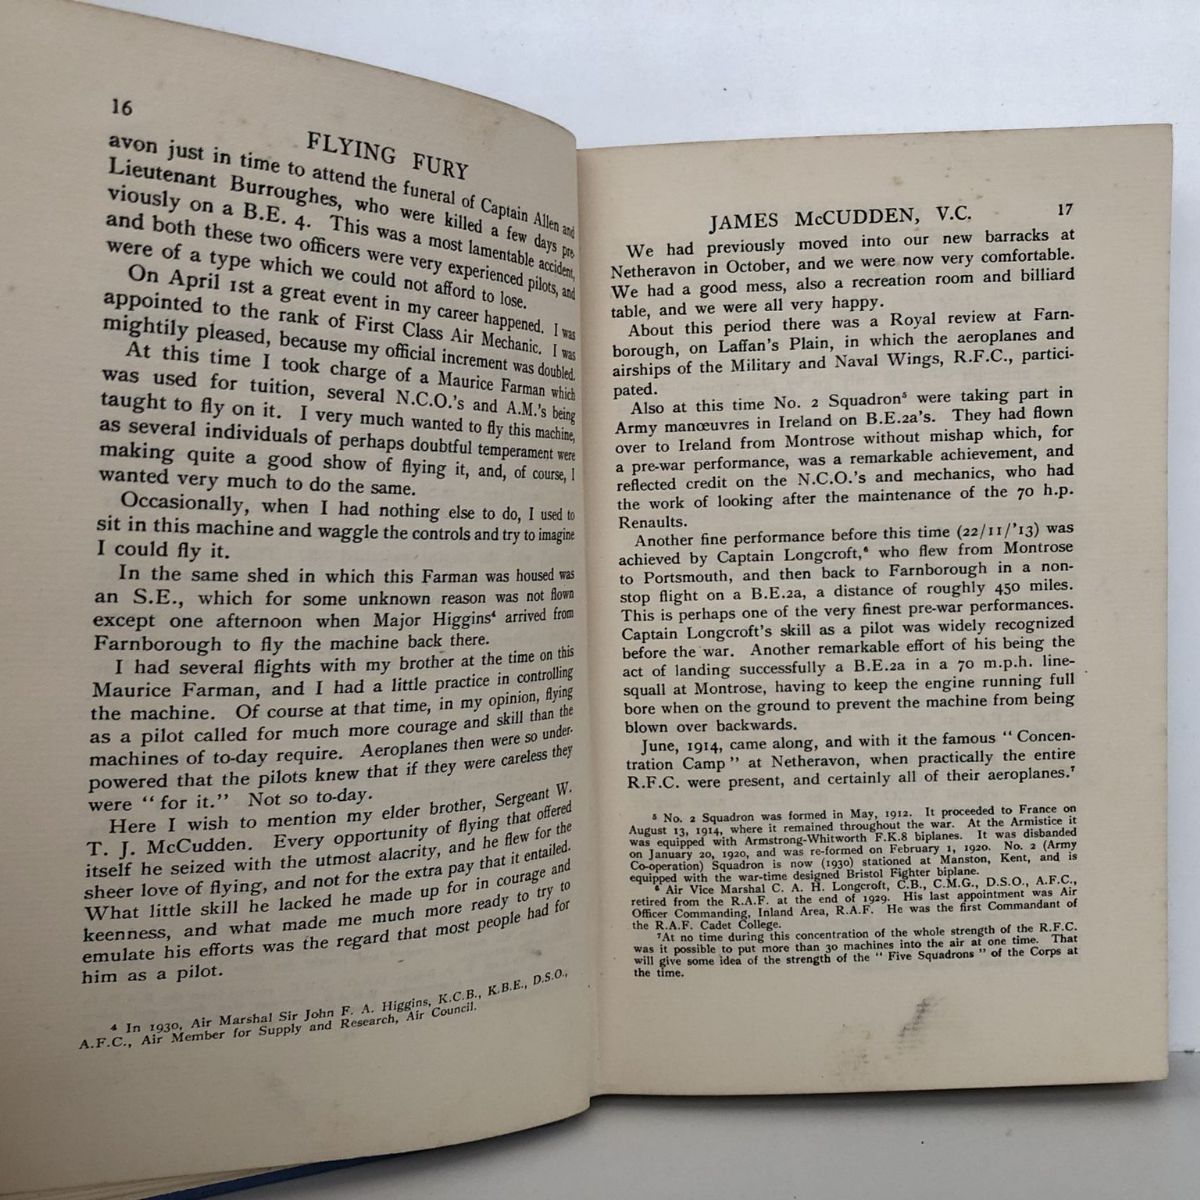 16
FLYING FURY
avon just in time to attend the funeral of Captain Allen and
Lieutenant Burroughes, who were killed a few days pre-
viously on a B.E. 4. This was a most lamentable accident,
and both these two officers were very experienced pilots, and
were of a type which we could not afford to lose.
On April 1st a great event in my career happened. I was
appointed to the rank of First Class Air Mechanic. I was
mightily pleased, because my official increment was doubled.
At this time I took charge of a Maurice Farman which
was used for tuition, several N.C.O.'s and A.M.'s being
taught to fly on it. I very much wanted to fly this machine,
as several individuals of perhaps doubtful temperament were
making quite a good show of flying it, and, of course, I
wanted very much to do the same.
Occasionally, when I had nothing else to do, I used to
sit in this machine and waggle the controls and try to imagine
I could fly it.
In the same shed in which this Farman was housed was
an S.E., which for some unknown reason was not flown
except one afternoon when Major Higgins⁴ arrived from
Farnborough to fly the machine back there.
I had several flights with my brother at the time on this
Maurice Farman, and I had a little practice in controlling
the machine. Of course at that time, in my opinion, flying
as a pilot called for much more courage and skill than the
machines of to-day require. Aeroplanes then were so under-
powered that the pilots knew that if they were careless they
were "for it." Not so to-day.
Here I wish to mention my elder brother, Sergeant W.
T. J. McCudden. Every opportunity of flying that offered
itself he seized with the utmost alacrity, and he flew for the
sheer love of flying, and not for the extra pay that it entailed.
What little skill he lacked he made up for in courage and
keenness, and what made me much more ready to try to
emulate his efforts was the regard that most people had for
him as a pilot.
⁴ In 1930, Air Marshal Sir John F. A. Higgins, K.C.B., K.B.E., D.S.O.,
A.F.C., Air Member for Supply and Research, Air Council.
JAMES McCUDDEN, V.C. 17
We had previously moved into our new barracks at
Netheravon in October, and we were now very comfortable.
We had a good mess, also a recreation room and billiard
table, and we were all very happy.
About this period there was a Royal review at Farn-
borough, on Laffan's Plain, in which the aeroplanes and
airships of the Military and Naval Wings, R.F.C., partici-
pated.
Also at this time No. 2 Squadron⁵ were taking part in
Army manœuvres in Ireland on B.E.2a's. They had flown
over to Ireland from Montrose without mishap which, for
a pre-war performance, was a remarkable achievement, and
reflected credit on the N.C.O.'s and mechanics, who had
the work of looking after the maintenance of the 70 h.p.
Renaults.
Another fine performance before this time (22/11/'13) was
achieved by Captain Longcroft,⁶ who flew from Montrose
to Portsmouth, and then back to Farnborough in a non-
stop flight on a B.E.2a, a distance of roughly 450 miles.
This is perhaps one of the very finest pre-war performances.
Captain Longcroft's skill as a pilot was widely recognized
before the war. Another remarkable effort of his being the
act of landing successfully a B.E.2a in a 70 m.p.h. line-
squall at Montrose, having to keep the engine running full
bore when on the ground to prevent the machine from being
blown over backwards.
June, 1914, came along, and with it the famous "Concen-
tration Camp" at Netheravon, when practically the entire
R.F.C. were present, and certainly all of their aeroplanes.⁷
⁵ No. 2 Squadron was formed in May, 1912. It proceeded to France on
August 13, 1914, where it remained throughout the war. At the Armistice it
was equipped with Armstrong-Whitworth F.K.8 biplanes. It was disbanded
on January 20, 1920, and was re-formed on February 1, 1920. No. 2 (Army
Co-operation) Squadron is now (1930) stationed at Manston, Kent, and is
equipped with the war-time designed Bristol Fighter biplane.
⁶ Air Vice Marshal C. A. H. Longcroft, C.B., C.M.G., D.S.O., A.F.C.,
retired from the R.A.F. at the end of 1929. His last appointment was Air
Officer Commanding, Inland Area, R.A.F. He was the first Commandant of
the R.A.F. Cadet College.
⁷At no time during this concentration of the whole strength of the R.F.C.
was it possible to put more than 30 machines into the air at one time. That
will give some idea of the strength of the "Five Squadrons" of the Corps at
the time.